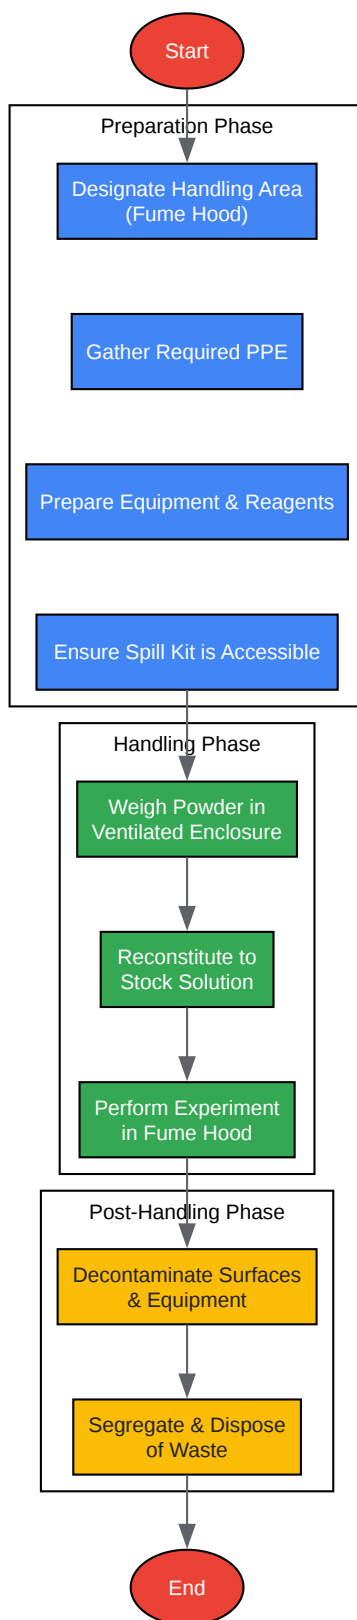 Start
Preparation Phase
Designate Handling Area
(Fume Hood)
Gather Required PPE
Prepare Equipment & Reagents
Ensure Spill Kit is Accessible
Handling Phase
Weigh Powder in
Ventilated Enclosure
Reconstitute to
Stock Solution
Perform Experiment
in Fume Hood
Post-Handling Phase
Decontaminate Surfaces
& Equipment
Segregate & Dispose
of Waste
End